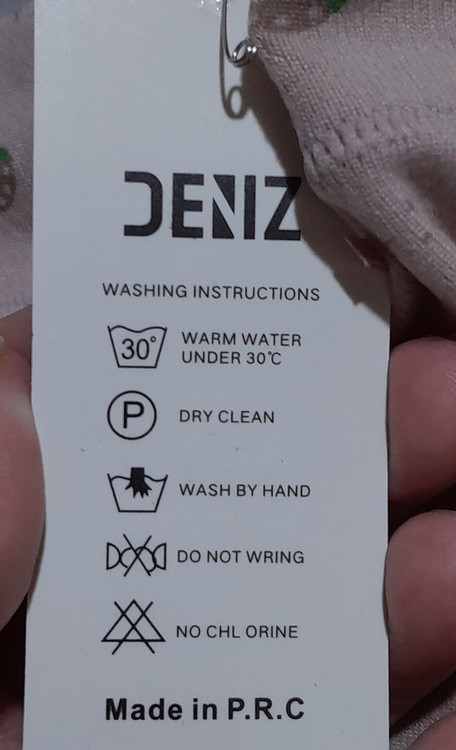 DENIZ
WASHING INSTRUCTIONS
30°
WARM WATER
UNDER 30℃
P
DRY CLEAN
WASH BY HAND
DO NOT WRING
NO CHL ORINE
Made in P.R.C